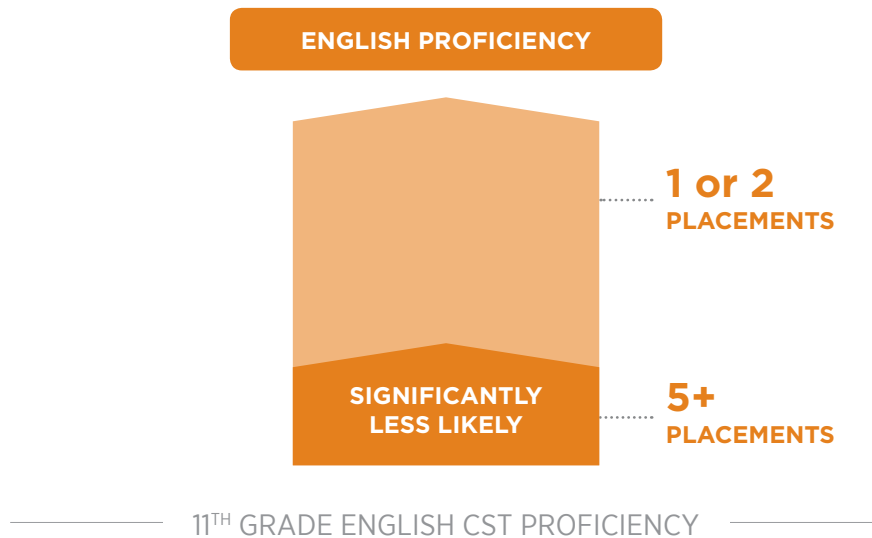 ENGLISH PROFICIENCY
1 or 2
PLACEMENTS
SIGNIFICANTLY
LESS LIKELY
5+
PLACEMENTS
11TH GRADE ENGLISH CST PROFICIENCY